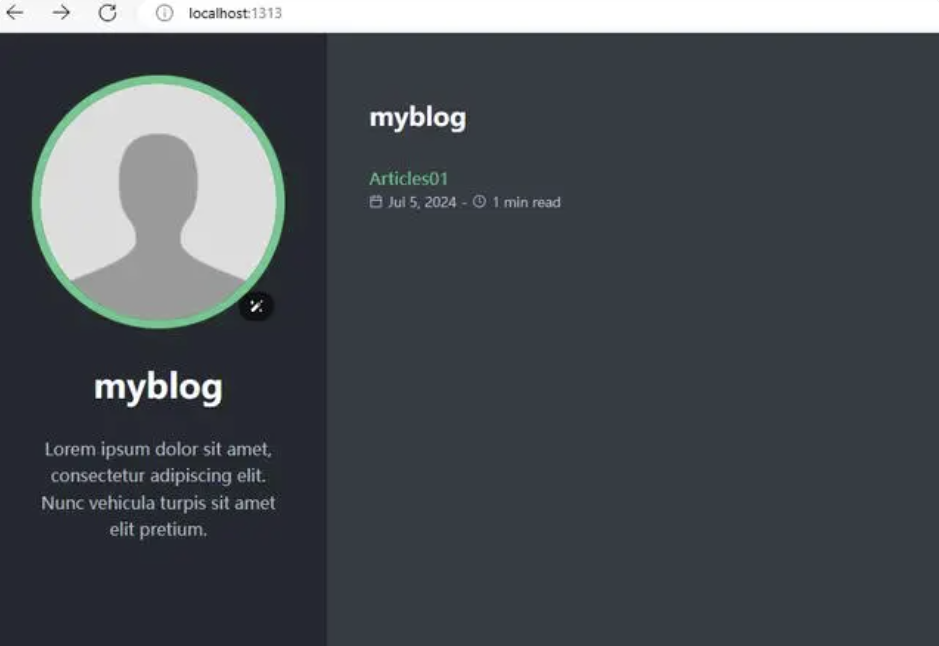 localhost:1313
myblog
Lorem ipsum dolor sit amet,
consectetur adipiscing elit.
Nunc vehicula turpis sit amet
elit pretium.
myblog
Articles01
Jul 5, 2024 - 1 min read